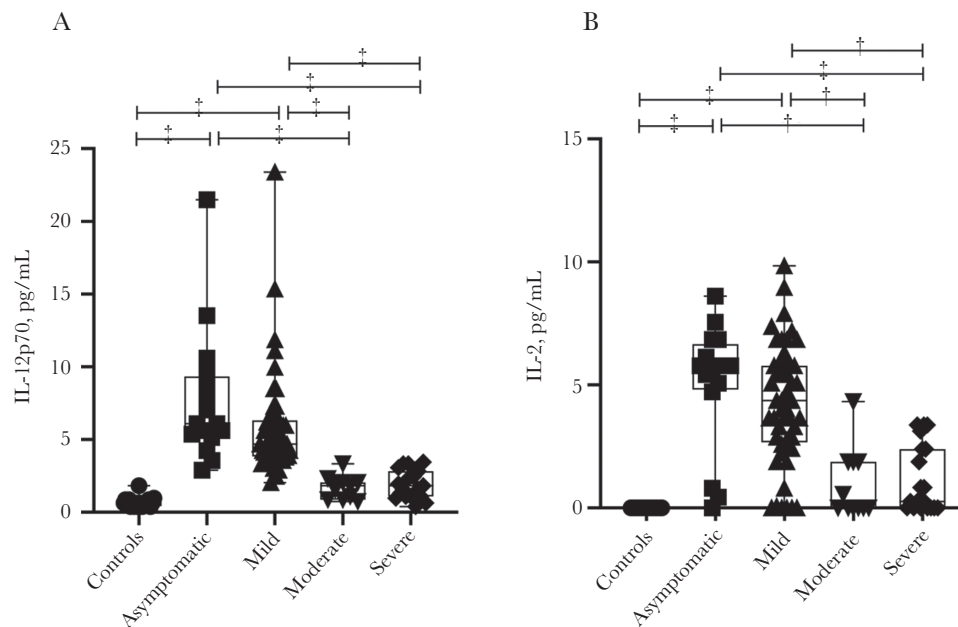 A
‡
‡
‡ ‡
‡ ‡
25
20
15
10
5
0
IL-12p70, pg/mL
Controls
Asymptomatic
Mild
Moderate
Severe
B
†
‡
‡ †
‡ †
15
10
5
0
IL-2, pg/mL
Controls
Asymptomatic
Mild
Moderate
Severe